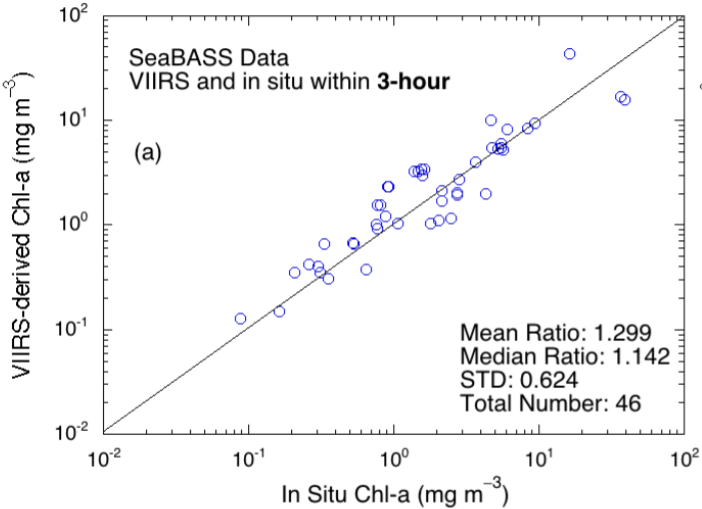 10²
SeaBASS Data
VIIRS and in situ within 3-hour
10¹
(a)
10⁰
VIIRS-derived Chl-a (mg m⁻³)
10⁻¹
Mean Ratio: 1.299
Median Ratio: 1.142
STD: 0.624
Total Number: 46
10⁻²
10⁻² 10⁻¹ 10⁰ 10¹ 10²
In Situ Chl-a (mg m⁻³)